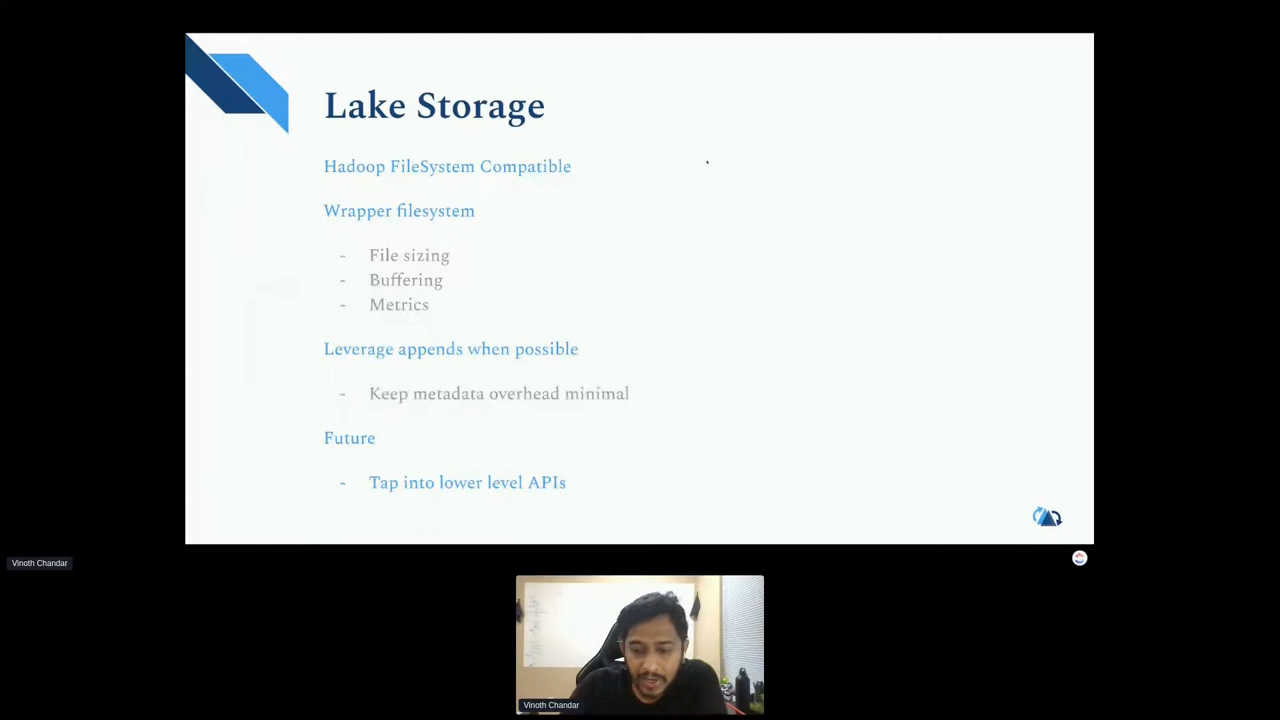 Lake Storage
Hadoop FileSystem Compatible
Wrapper filesystem
- File sizing
- Buffering
- Metrics
Leverage appends when possible
- Keep metadata overhead minimal
Future
- Tap into lower level APIs
Vinoth Chandar
Vinoth Chandar